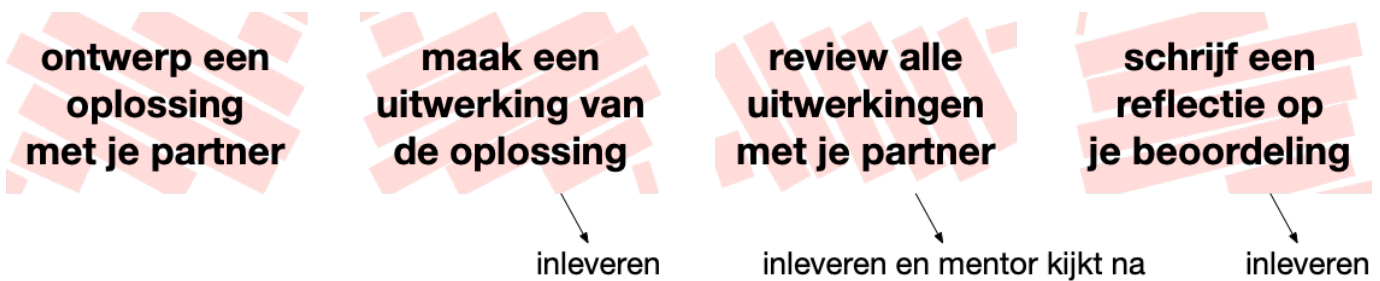 ontwerp een
oplossing
met je partner
maak een
uitwerking van
de oplossing
review alle
uitwerkingen
met je partner
schrijf een
reflectie op
je beoordeling
inleveren
inleveren en mentor kijkt na
inleveren